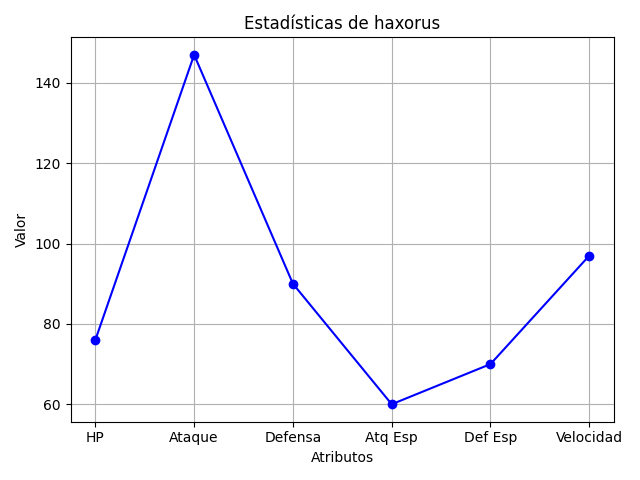 Estadísticas de haxorus
140
120
100
80
60
Valor
HP Ataque Defensa Atq Esp Def Esp Velocidad
Atributos